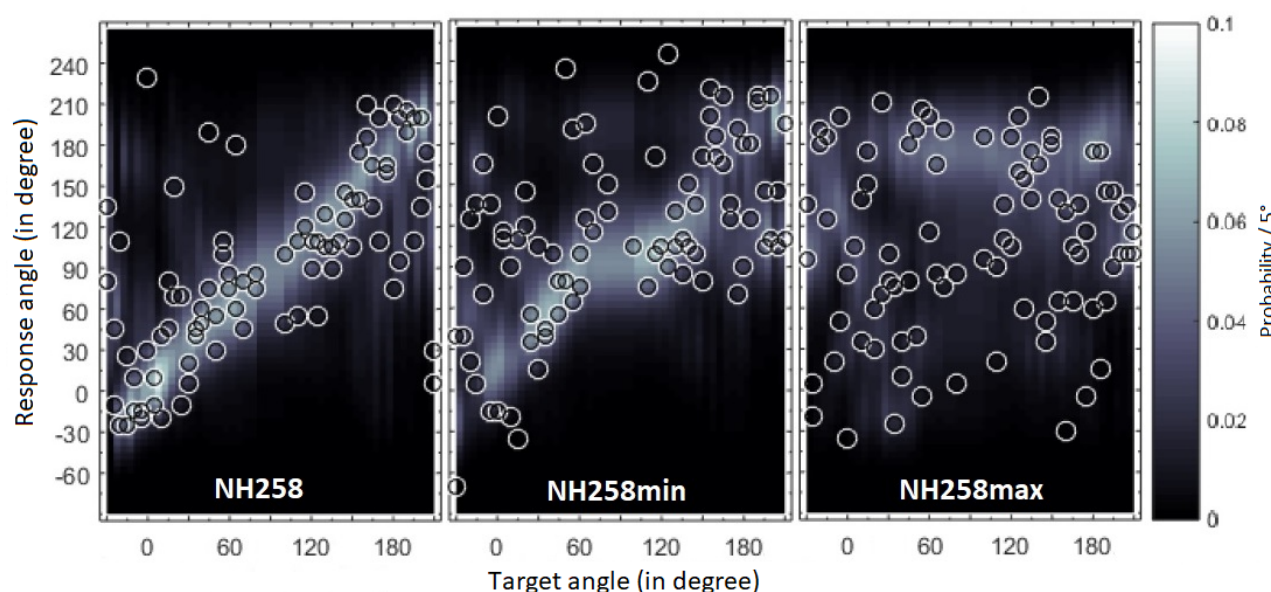 Response angle (in degree)
240
210
180
150
120
90
60
30
0
-30
-60
NH258
NH258min
NH258max
0 60 120 0 60 120 0 60 120 180
Target angle (in degree)
0.1
0.08
0.06
0.04
0.02
0
Probability / 5°